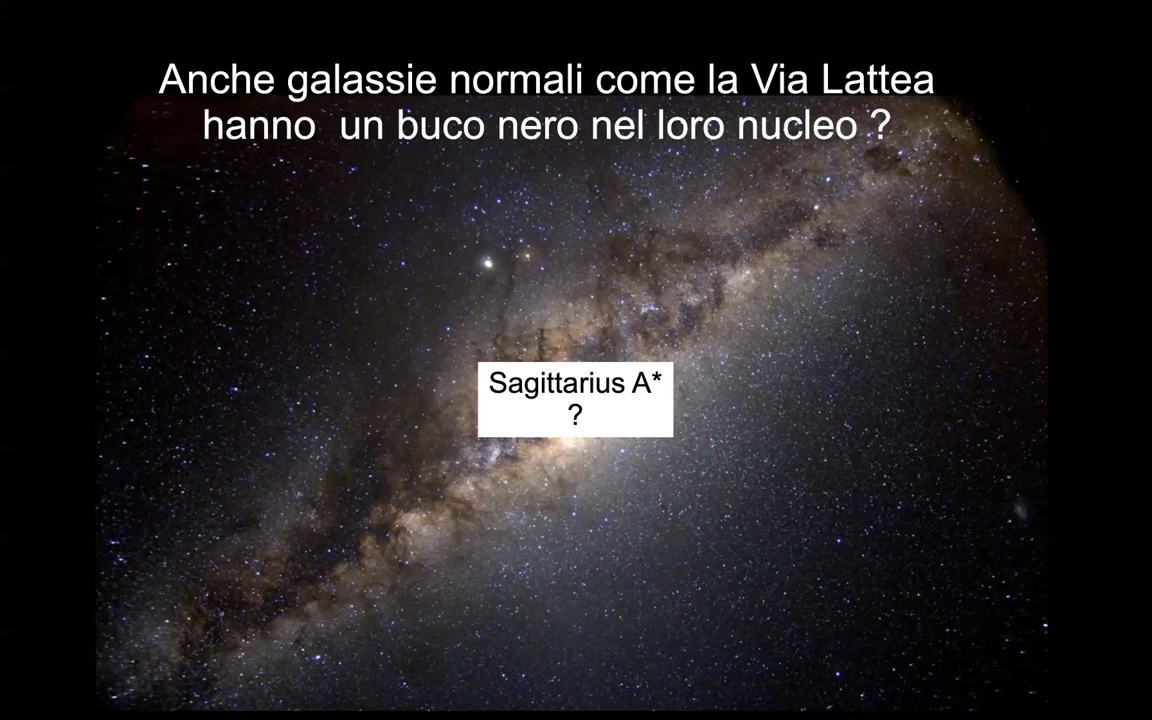 Anche galassie normali come la Via Lattea
hanno un buco nero nel loro nucleo ?
Sagittarius A*
?